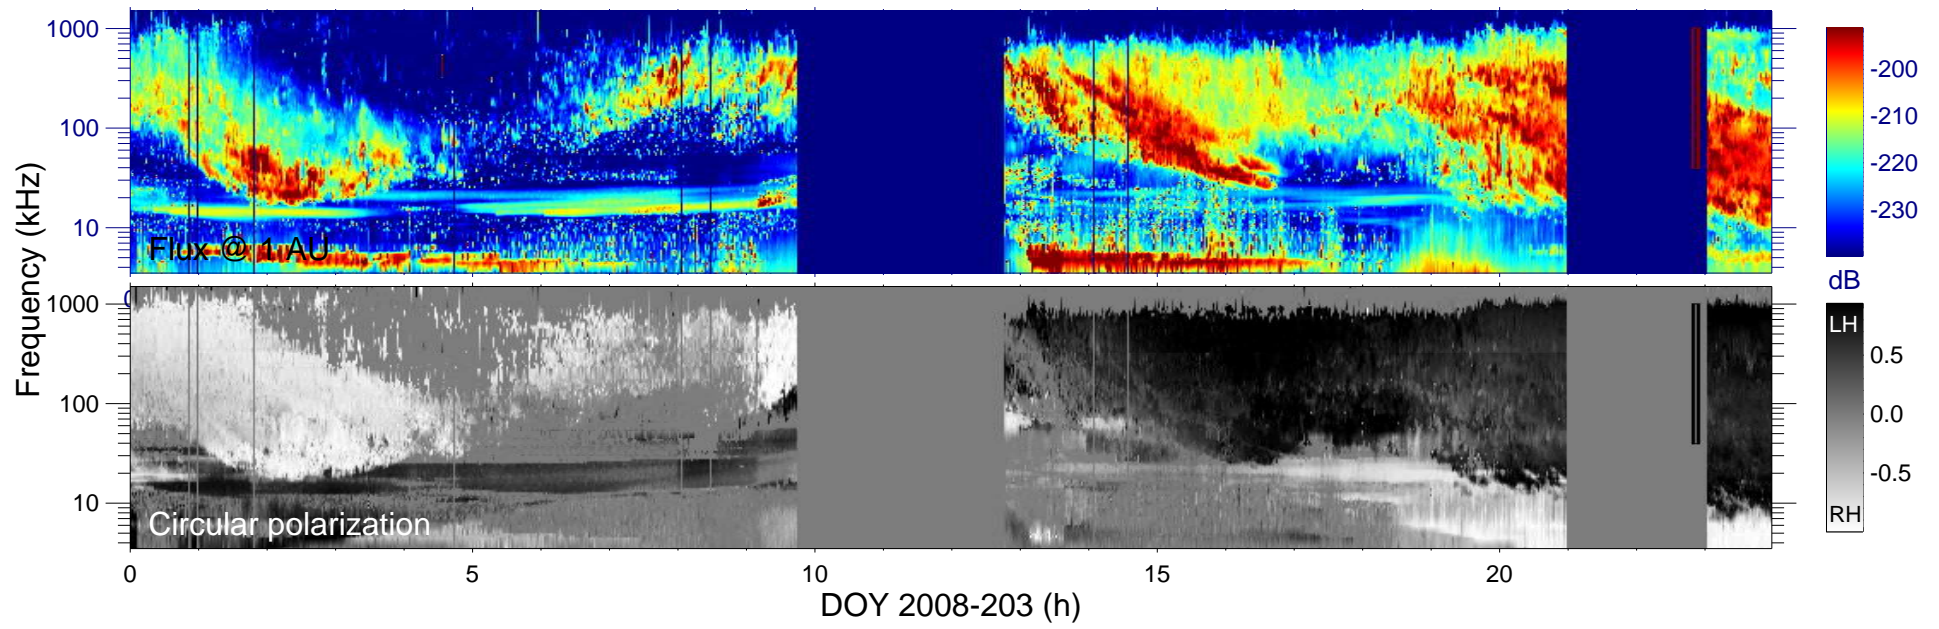 1000
100
10
Flux @ 1 AU
-200
-210
-220
-230
dB
Frequency (kHz)
0
1000
100
10
Circular polarization
LH
0.5
0.0
-0.5
RH
0
5
10
15
20
DOY 2008-203 (h)